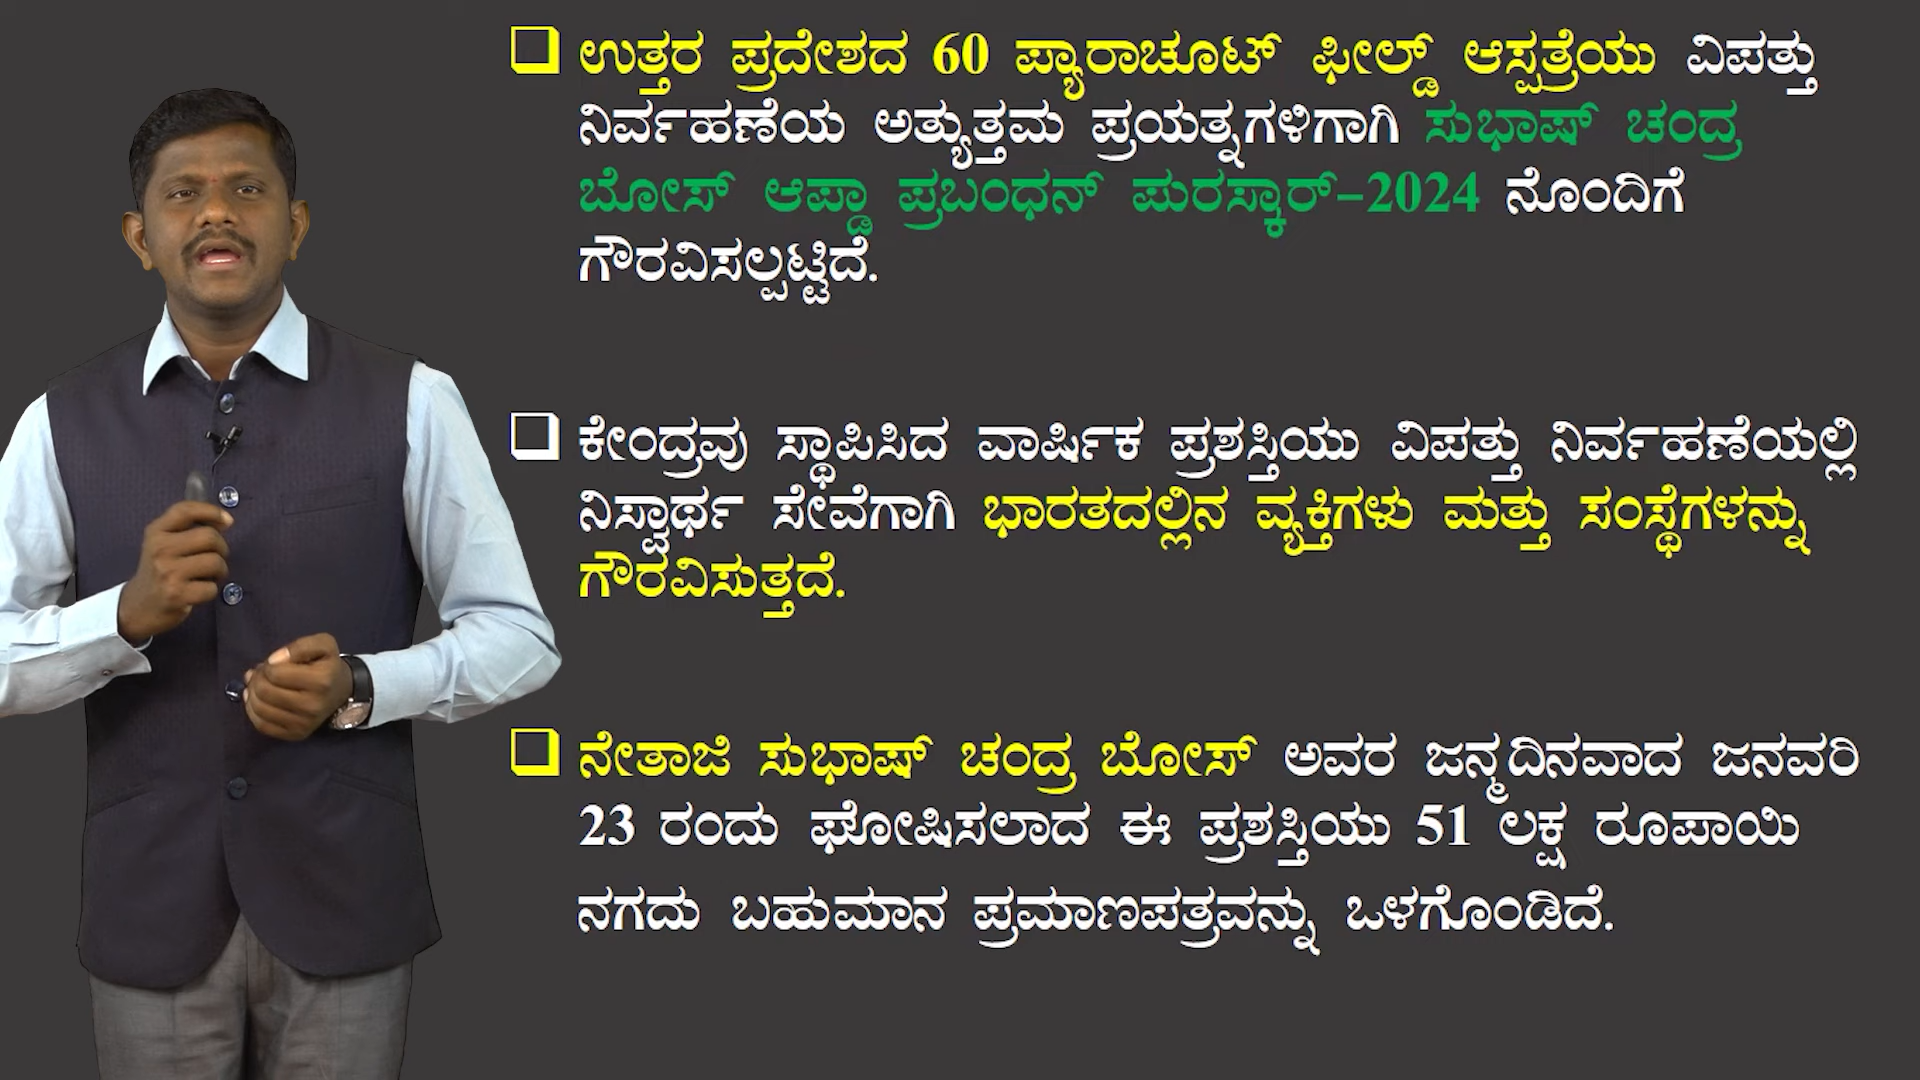 ಉತ್ತರ ಪ್ರದೇಶದ 60 ಪ್ಯಾರಾಚೂಟ್ ಫೀಲ್ಡ್ ಆಸ್ಪತ್ರೆಯು ವಿಪತ್ತು
ನಿರ್ವಹಣೆಯ ಅತ್ಯುತ್ತಮ ಪ್ರಯತ್ನಗಳಿಗಾಗಿ ಸುಭಾಷ್ ಚಂದ್ರ
ಬೋಸ್ ಆಪ್ಡಾ ಪ್ರಬಂಧನ್ ಪುರಸ್ಕಾರ್-2024 ನೊಂದಿಗೆ
ಗೌರವಿಸಲ್ಪಟ್ಟಿದೆ.
ಕೇಂದ್ರವು ಸ್ಥಾಪಿಸಿದ ವಾರ್ಷಿಕ ಪ್ರಶಸ್ತಿಯು ವಿಪತ್ತು ನಿರ್ವಹಣೆಯಲ್ಲಿ
ನಿಸ್ವಾರ್ಥ ಸೇವೆಗಾಗಿ ಭಾರತದಲ್ಲಿನ ವ್ಯಕ್ತಿಗಳು ಮತ್ತು ಸಂಸ್ಥೆಗಳನ್ನು
ಗೌರವಿಸುತ್ತದೆ.
ನೇತಾಜಿ ಸುಭಾಷ್ ಚಂದ್ರ ಬೋಸ್ ಅವರ ಜನ್ಮದಿನವಾದ ಜನವರಿ
23 ರಂದು ಘೋಷಿಸಲಾದ ಈ ಪ್ರಶಸ್ತಿಯು 51 ಲಕ್ಷ ರೂಪಾಯಿ
ನಗದು ಬಹುಮಾನ ಪ್ರಮಾಣಪತ್ರವನ್ನು ಒಳಗೊಂಡಿದೆ.